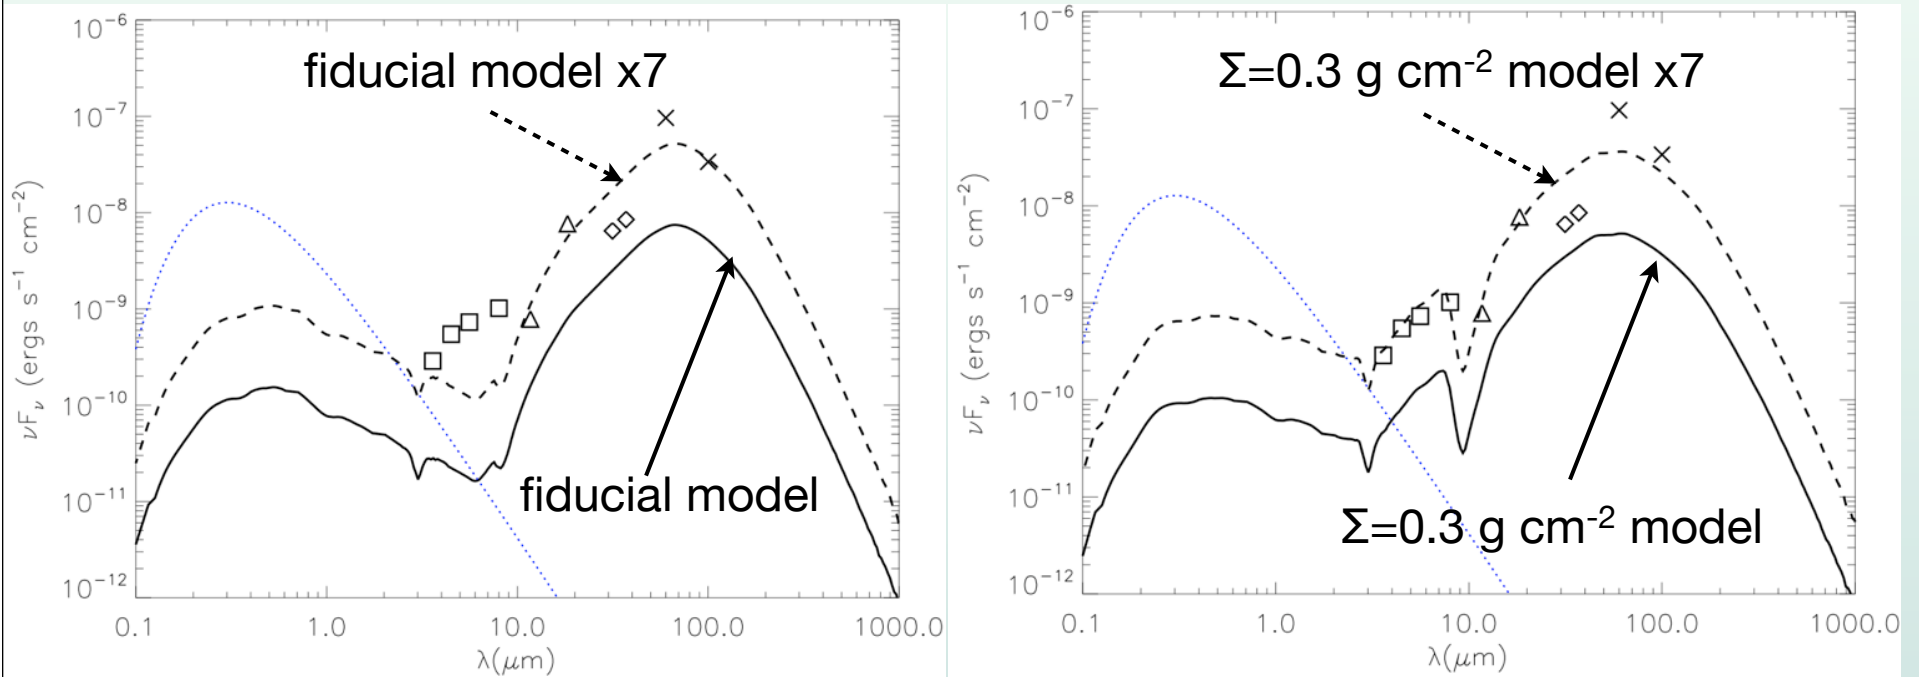 fiducial model x7
fiducial model
νFν (ergs s⁻¹ cm⁻²)
10⁻⁶
10⁻⁷
10⁻⁸
10⁻⁹
10⁻¹⁰
10⁻¹¹
10⁻¹²
0.1 1.0 10.0 100.0 1000.0
λ(μm)
Σ=0.3 g cm⁻² model x7
Σ=0.3 g cm⁻² model
νFν (ergs s⁻¹ cm⁻²)
10⁻⁶
10⁻⁷
10⁻⁸
10⁻⁹
10⁻¹⁰
10⁻¹¹
10⁻¹²
0.1 1.0 10.0 100.0 1000.0
λ(μm)